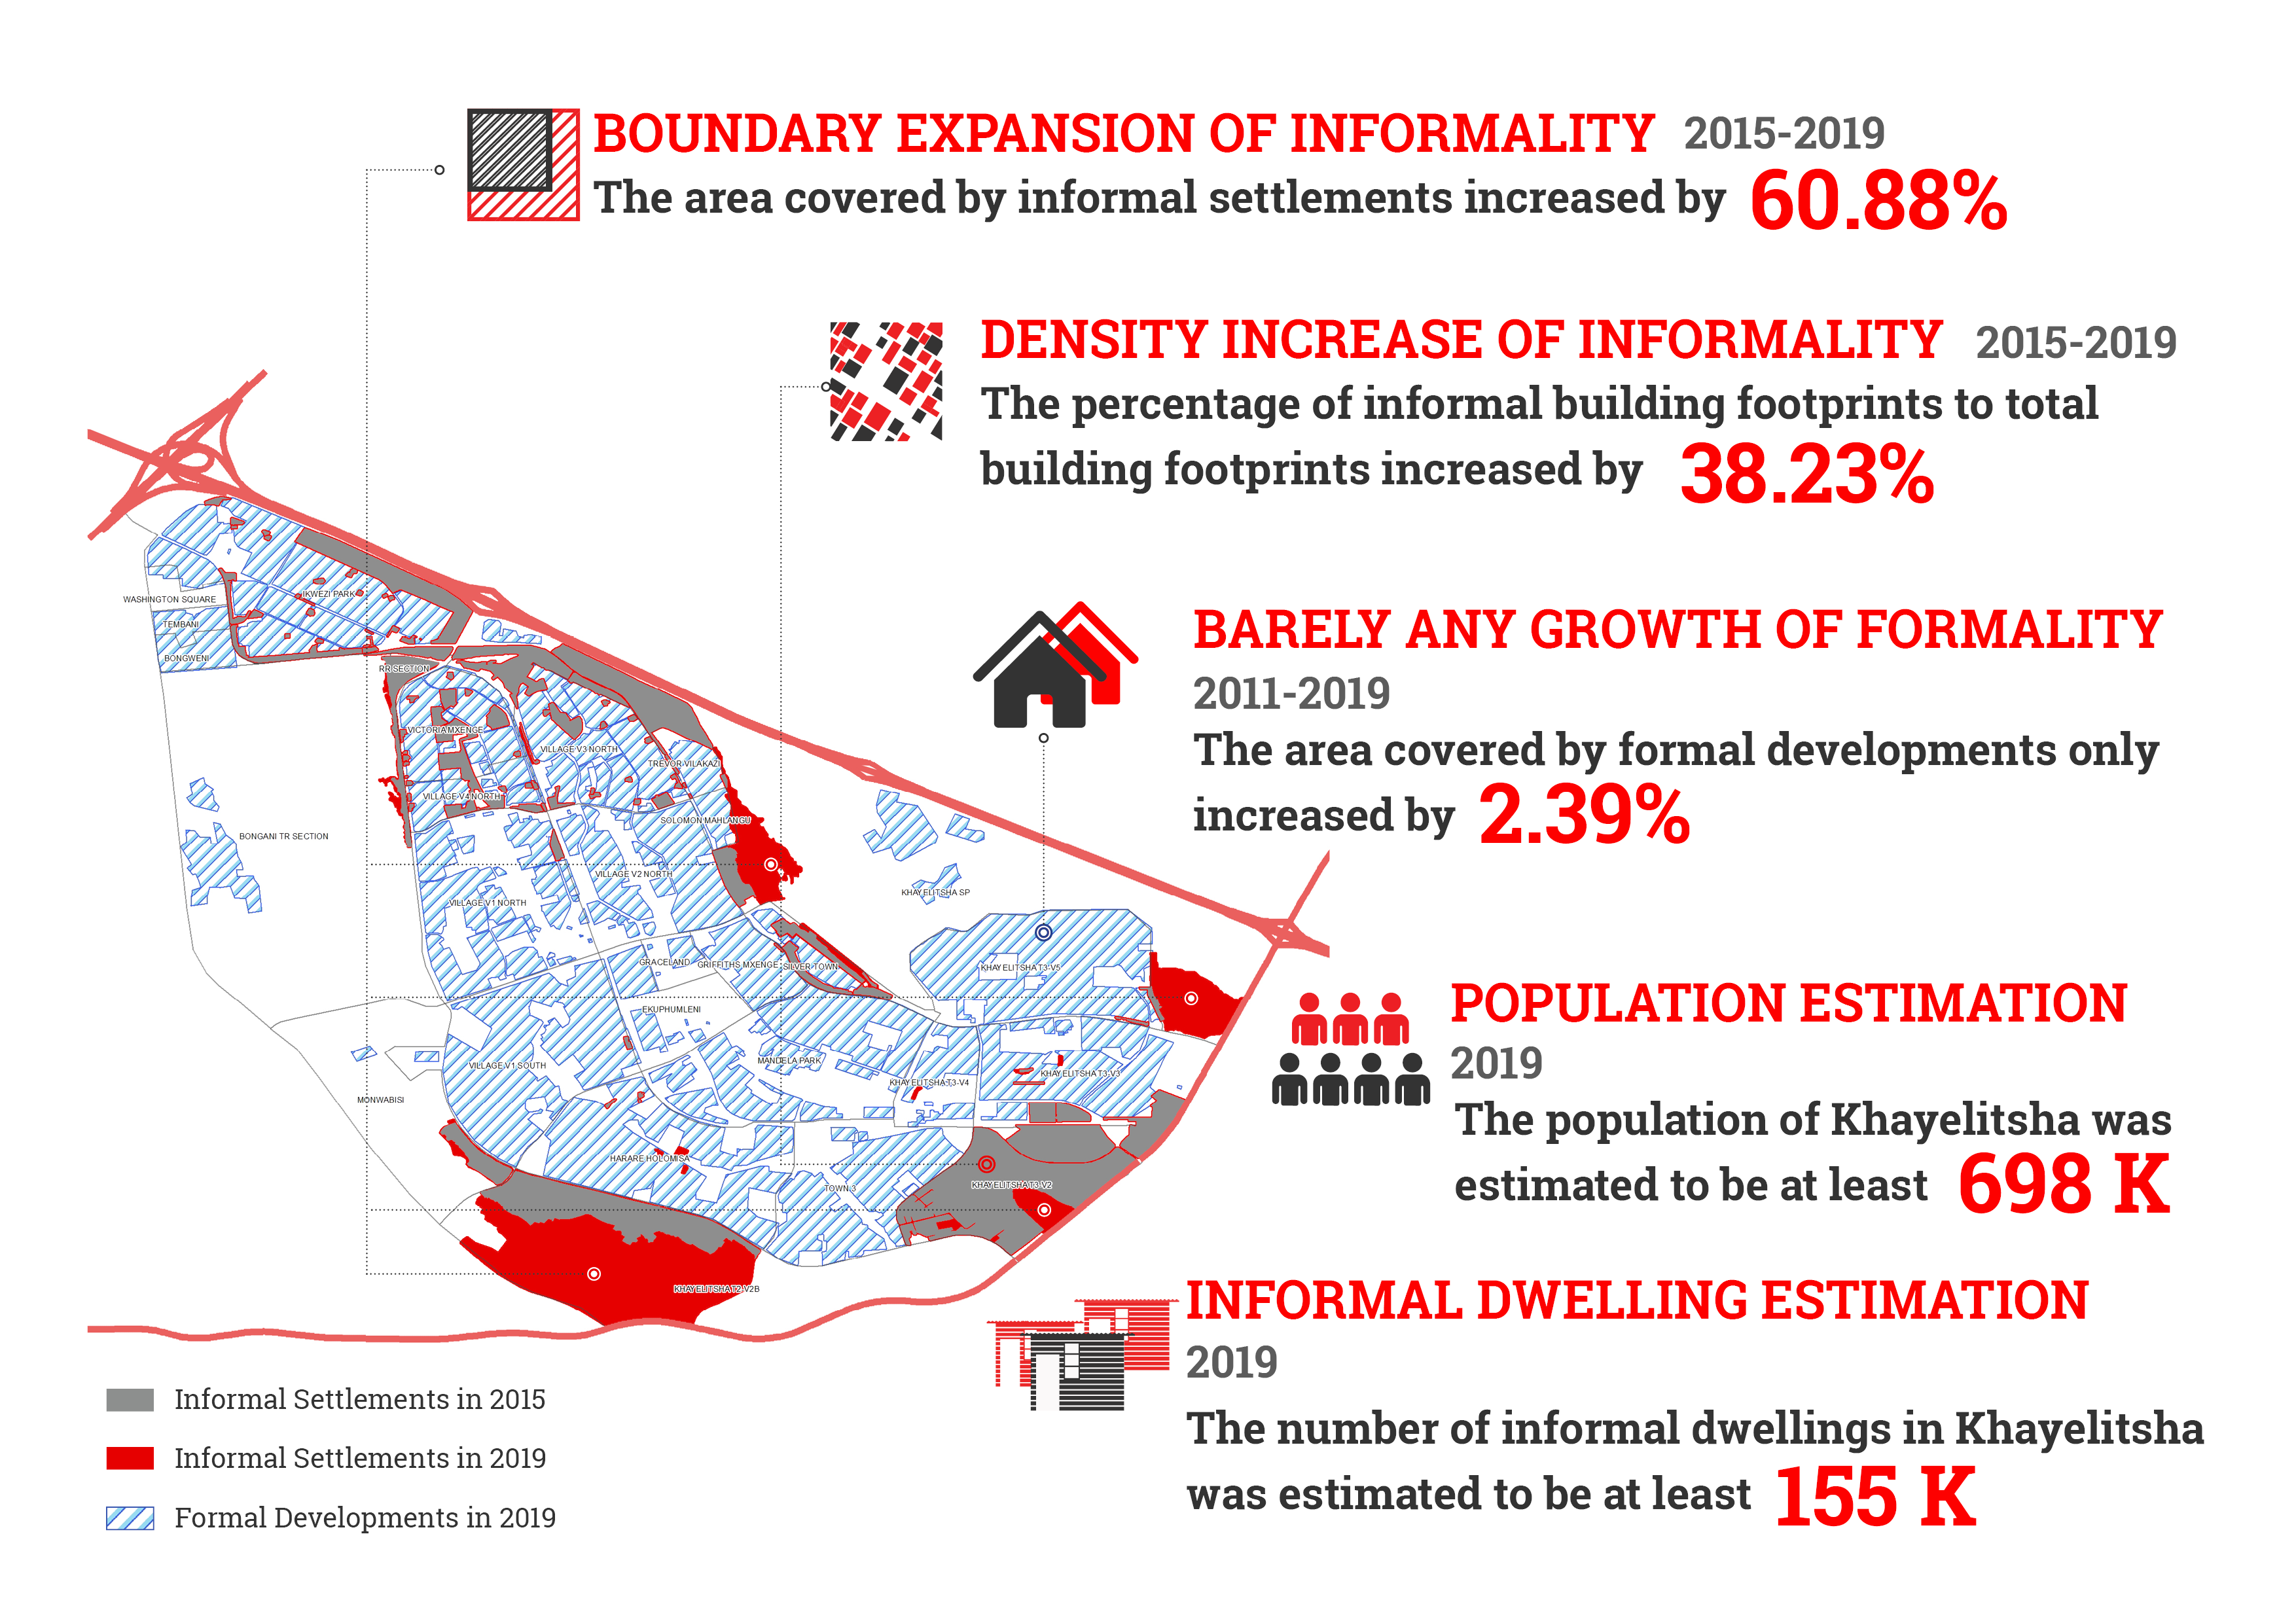 BOUNDARY EXPANSION OF INFORMALITY 2015-2019
The area covered by informal settlements increased by 60.88%
DENSITY INCREASE OF INFORMALITY 2015-2019
The percentage of informal building footprints to total
building footprints increased by 38.23%
BARELY ANY GROWTH OF FORMALITY
2011-2019
The area covered by formal developments only
increased by 2.39%
POPULATION ESTIMATION
2019
The population of Khayelitsha was
estimated to be at least 698 K
INFORMAL DWELLING ESTIMATION
2019
The number of informal dwellings in Khayelitsha
was estimated to be at least 155 K
IKWEZI PARK
WASHINGTON SQUARE
TEMBANI
BONGWENI
RR SECTION
VICTORIA MXENGE
VILLAGE V3 NORTH
TREVOR VILAKAZI
VILLAGE V4 NORTH
SOLOMON MAHLANGU
BONGANI TR SECTION
VILLAGE V2 NORTH
KHAYELITSHA SP
VILLAGE V1 NORTH
GRACELAND
GRIFFITHS MXENGE
SILVER TOWN
KHAYELITSHA T3-V5
EKUPHUMLENI
MANDELA PARK
VILLAGE V1 SOUTH
KHAYELITSHA T3-V3
KHAYELITSHA T3-V4
MONWABISI
HARARE HOLOMISA
KHAYELITSHA T3-V2
TOWN 3
KHAYELITSHA T2-V2B
Informal Settlements in 2015
Informal Settlements in 2019
Formal Developments in 2019